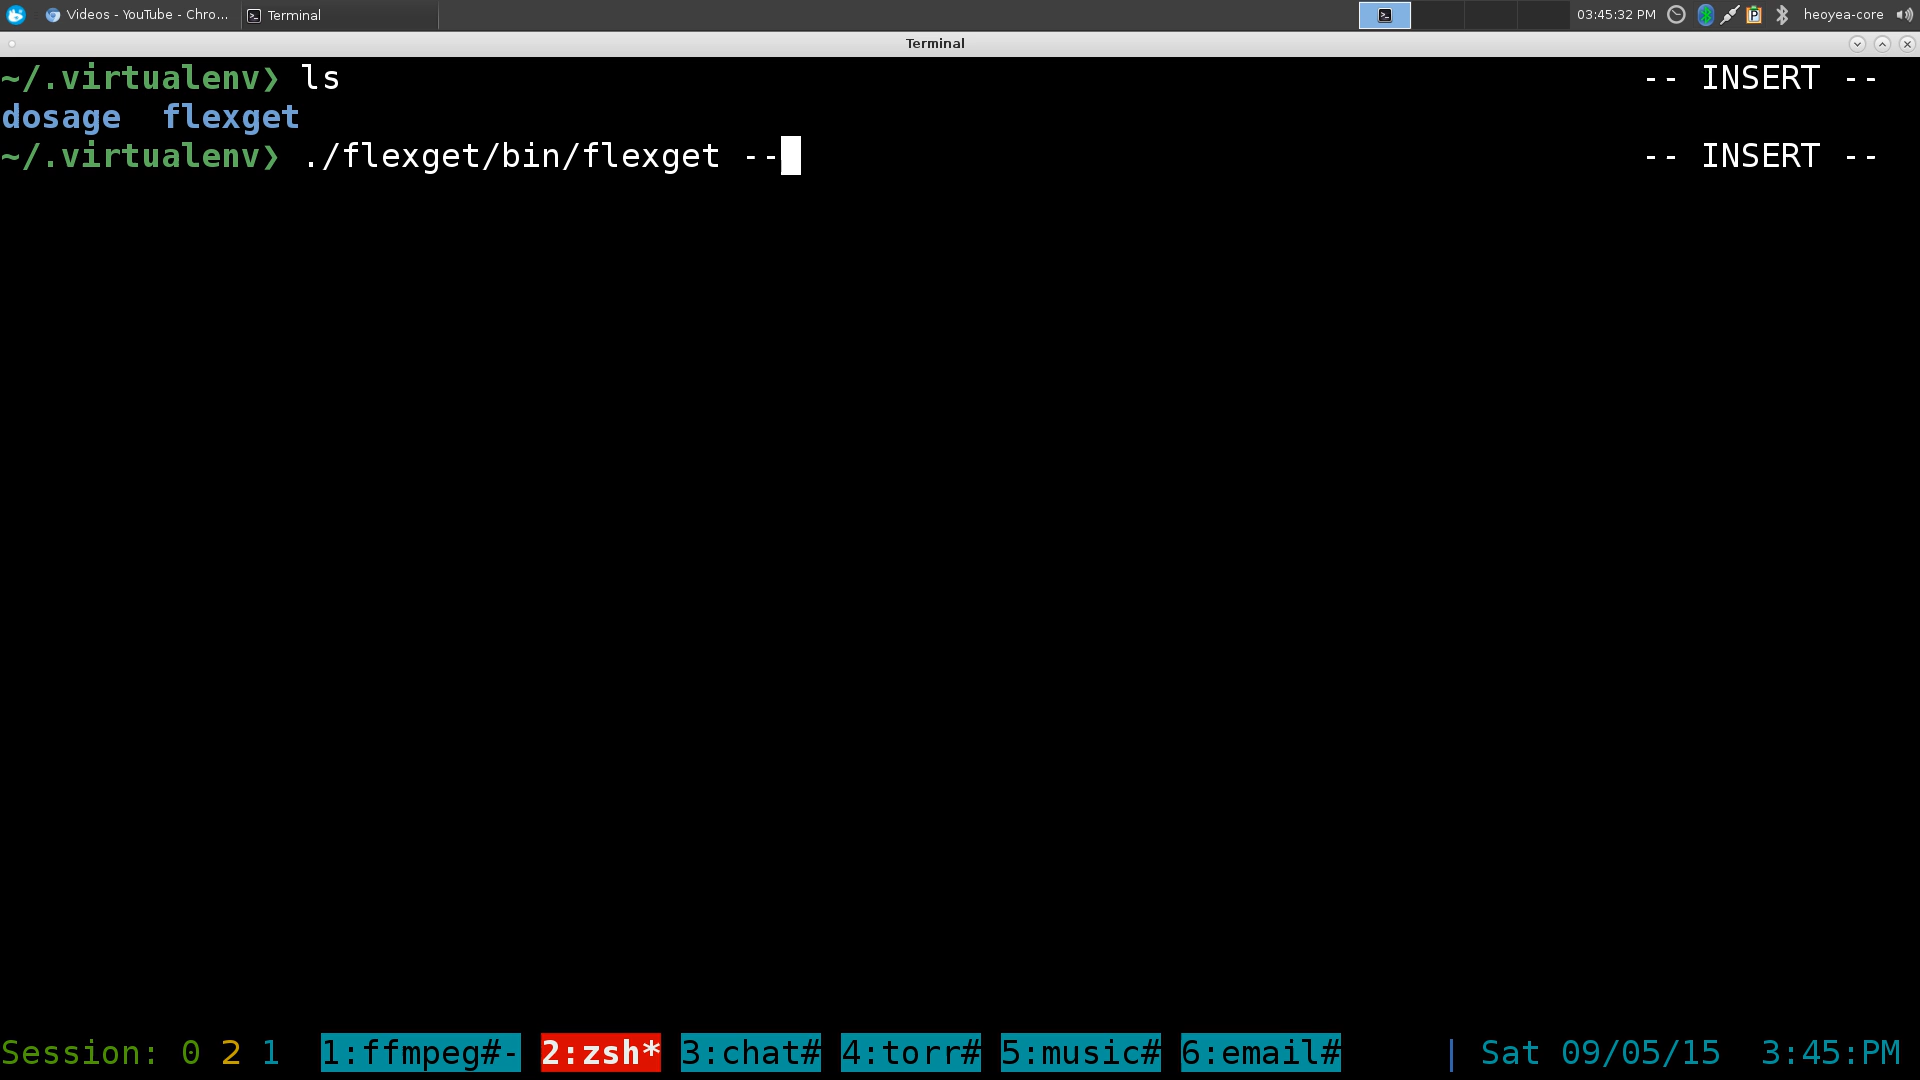 Videos - YouTube - Chro... Terminal 03:45:32 PM heoyea-core
Terminal
~/.virtualenv❯ ls -- INSERT --
dosage flexget
~/.virtualenv❯ ./flexget/bin/flexget -- -- INSERT --
Session: 0 2 1 1:ffmpeg#- 2:zsh* 3:chat# 4:torr# 5:music# 6:email# | Sat 09/05/15 3:45:PM